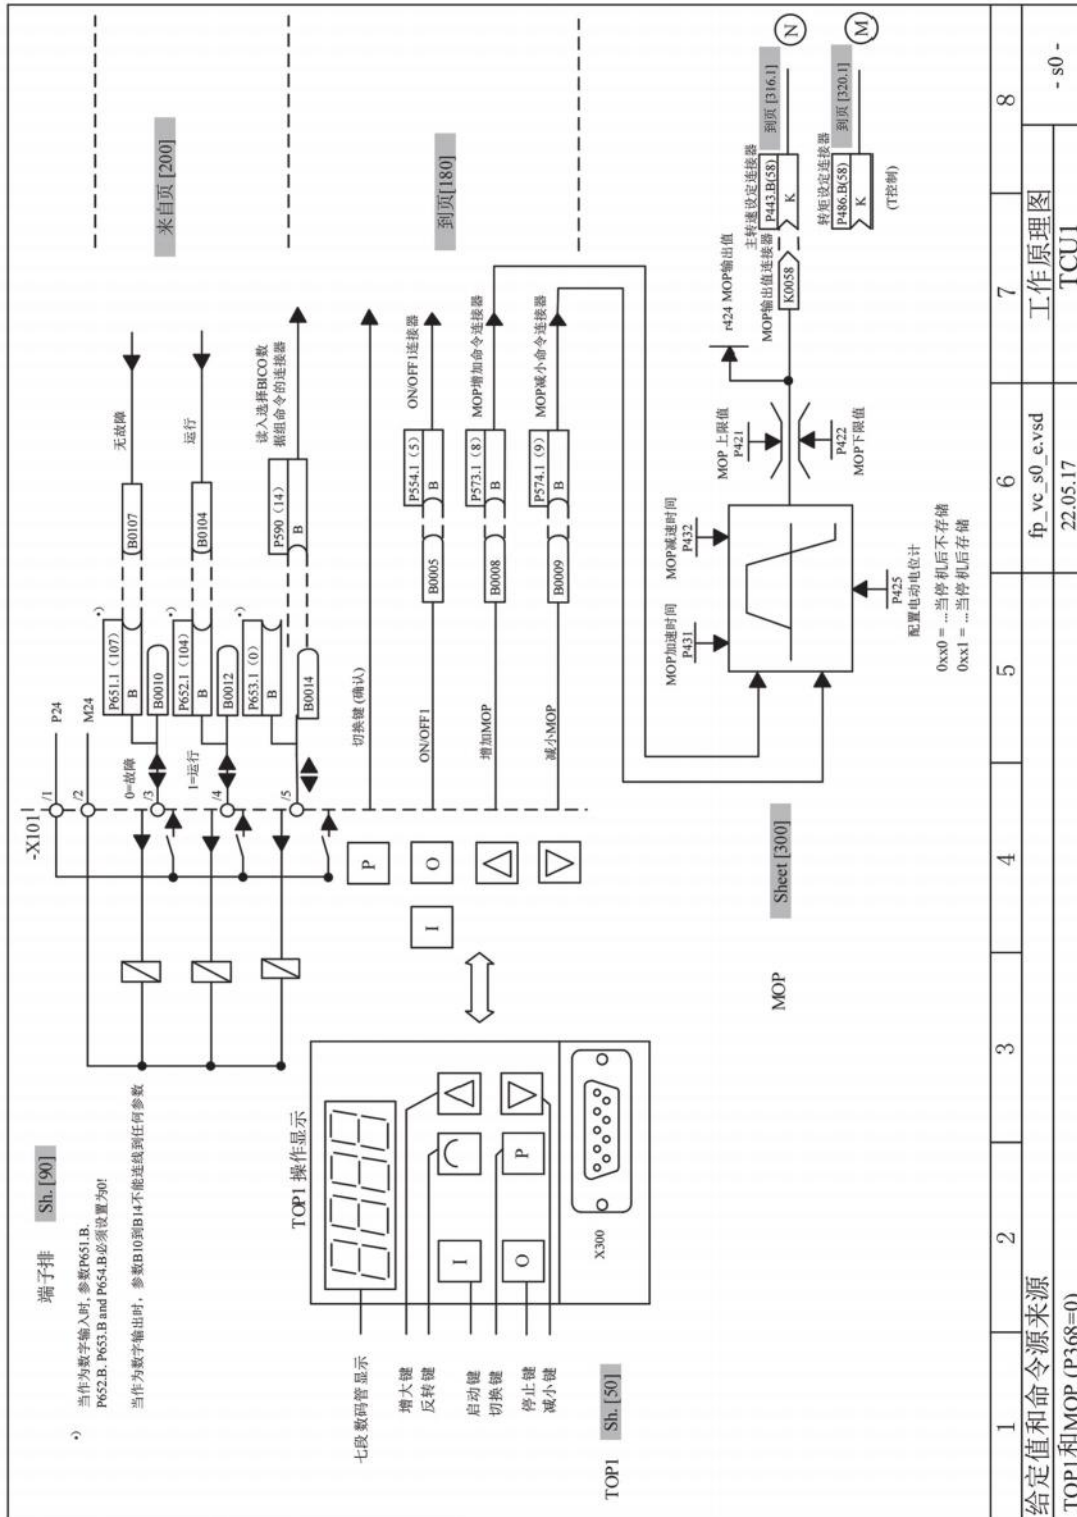 端子排 Sh. [90]
*) 当作为数字输入时, 参数P651.B.
P652.B. P653.B and P654.B必须设置为0!
当作为数字输出时，参数B10到B14不能连线到任何参数
-X101
/1
P24
/2
M24
/3
0=故障
P651.1（107）
B
*)
B0010
B0107
无故障
/4
1=运行
P652.1（104）
B
*)
B0012
B0104
运行
来自页 [200]
/5
P653.1（0）
B
*)
B0014
P590（14）
B
读入选择BICO数
据组命令的连接器
TOP1 操作显示
七段数码管显示
增大键
反转键
启动键
切换键
停止键
减小键
I
O
P
X300
TOP1 Sh. [50]
P
切换键 (确认)
I
O
ON/OFF1
B0005
P554.1（5）
B
ON/OFF1连接器
到页[180]
增加MOP
B0008
P573.1（8）
B
MOP增加命令连接器
减小MOP
B0009
P574.1（9）
B
MOP减小命令连接器
MOP
Sheet [300]
MOP加速时间
P431
MOP减速时间
P432
P425
配置电动电位计
0xx0 = ...当停机后不存储
0xx1 = ...当停机后存储
MOP 上限值
P421
P422
MOP下限值
r424 MOP输出值
MOP输出值连接器
K0058
主转速设定连接器
P443.B(58)
K
到页 [316.1]
N
转矩设定连接器
P486.B(58)
K
到页 [320.1]
M
(T控制)
1 2 3 4 5 6 7 8
给定值和命令源来源
TOP1和MOP (P368=0)
fp_vc_s0_e.vsd
22.05.17
工作原理图
TCU1
- s0 -